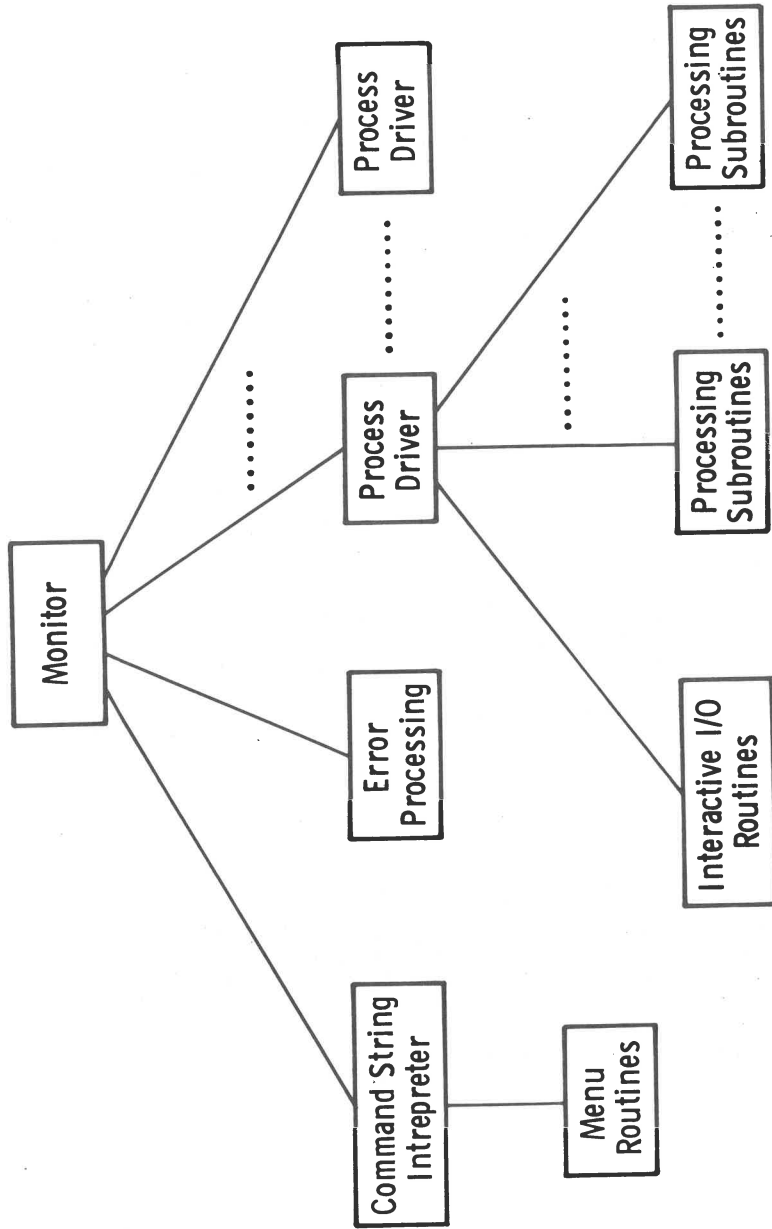 Monitor
Command String
Intrepreter
Error
Processing
Process
Driver
Process
Driver
Menu
Routines
Interactive I/O
Routines
Processing
Subroutines
Processing
Subroutines